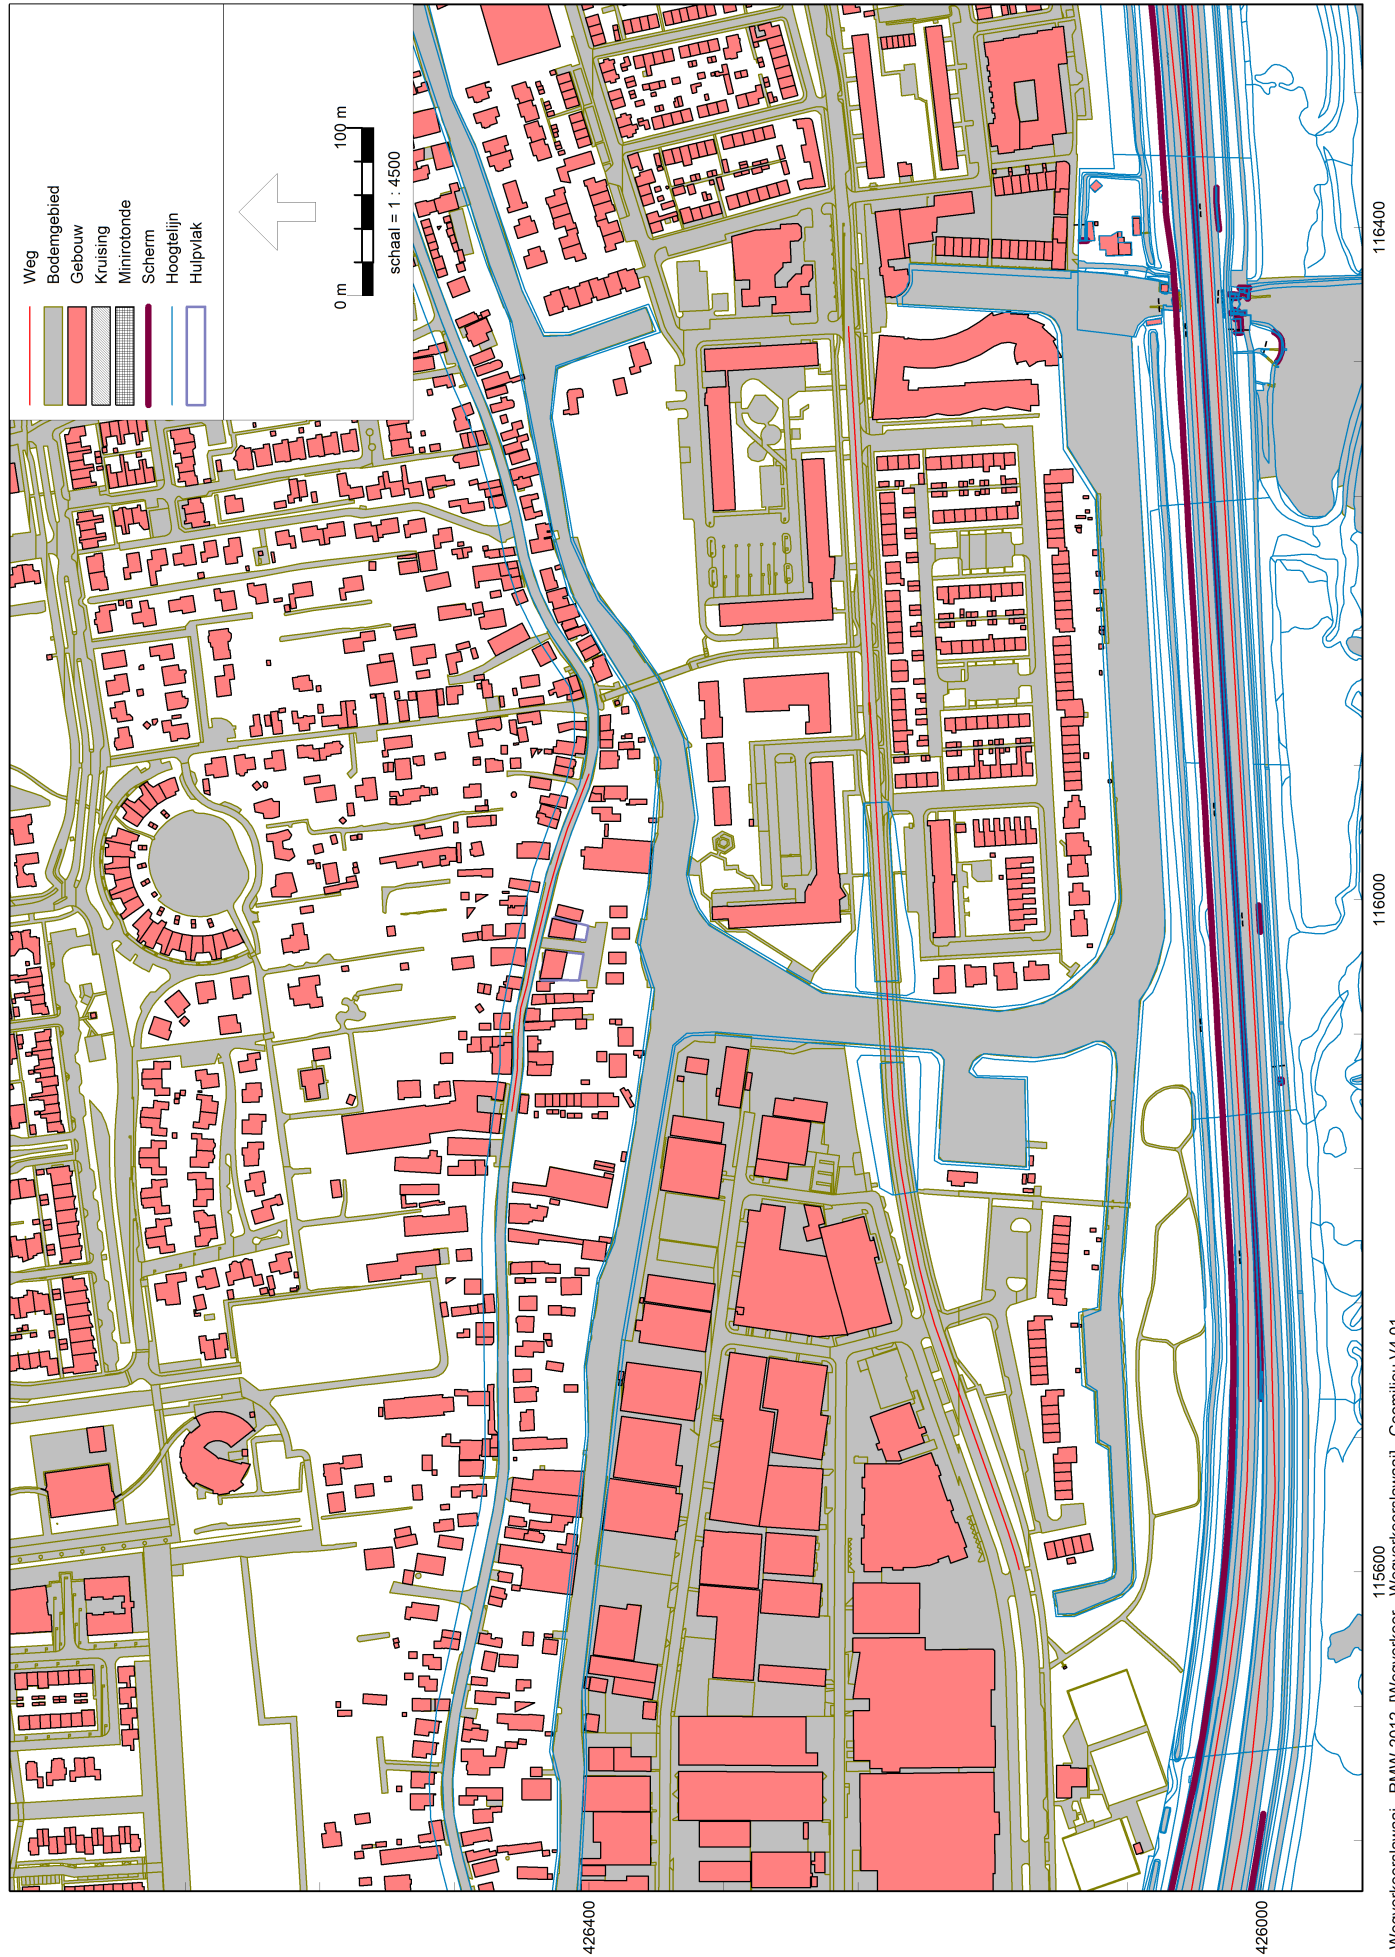 Weg
Bodemgebied
Gebouw
Kruising
Minirotonde
Scherm
Hoogtelijn
Hulpvlak
0 m
100 m
schaal = 1 : 4500
426400
426000
115600
116000
116400